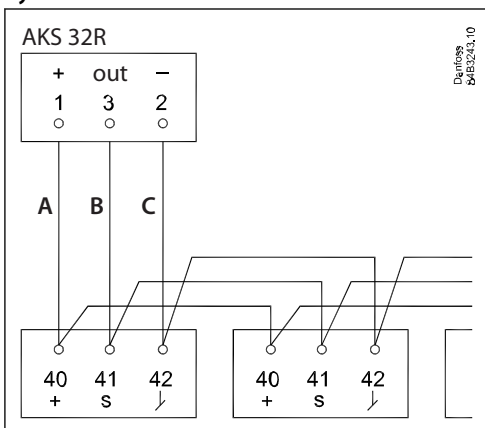 AKS 32R
Danfoss
84B3243.10
+ out –
1 3 2
A B C
40 41 42 40 41 42
+ S + S